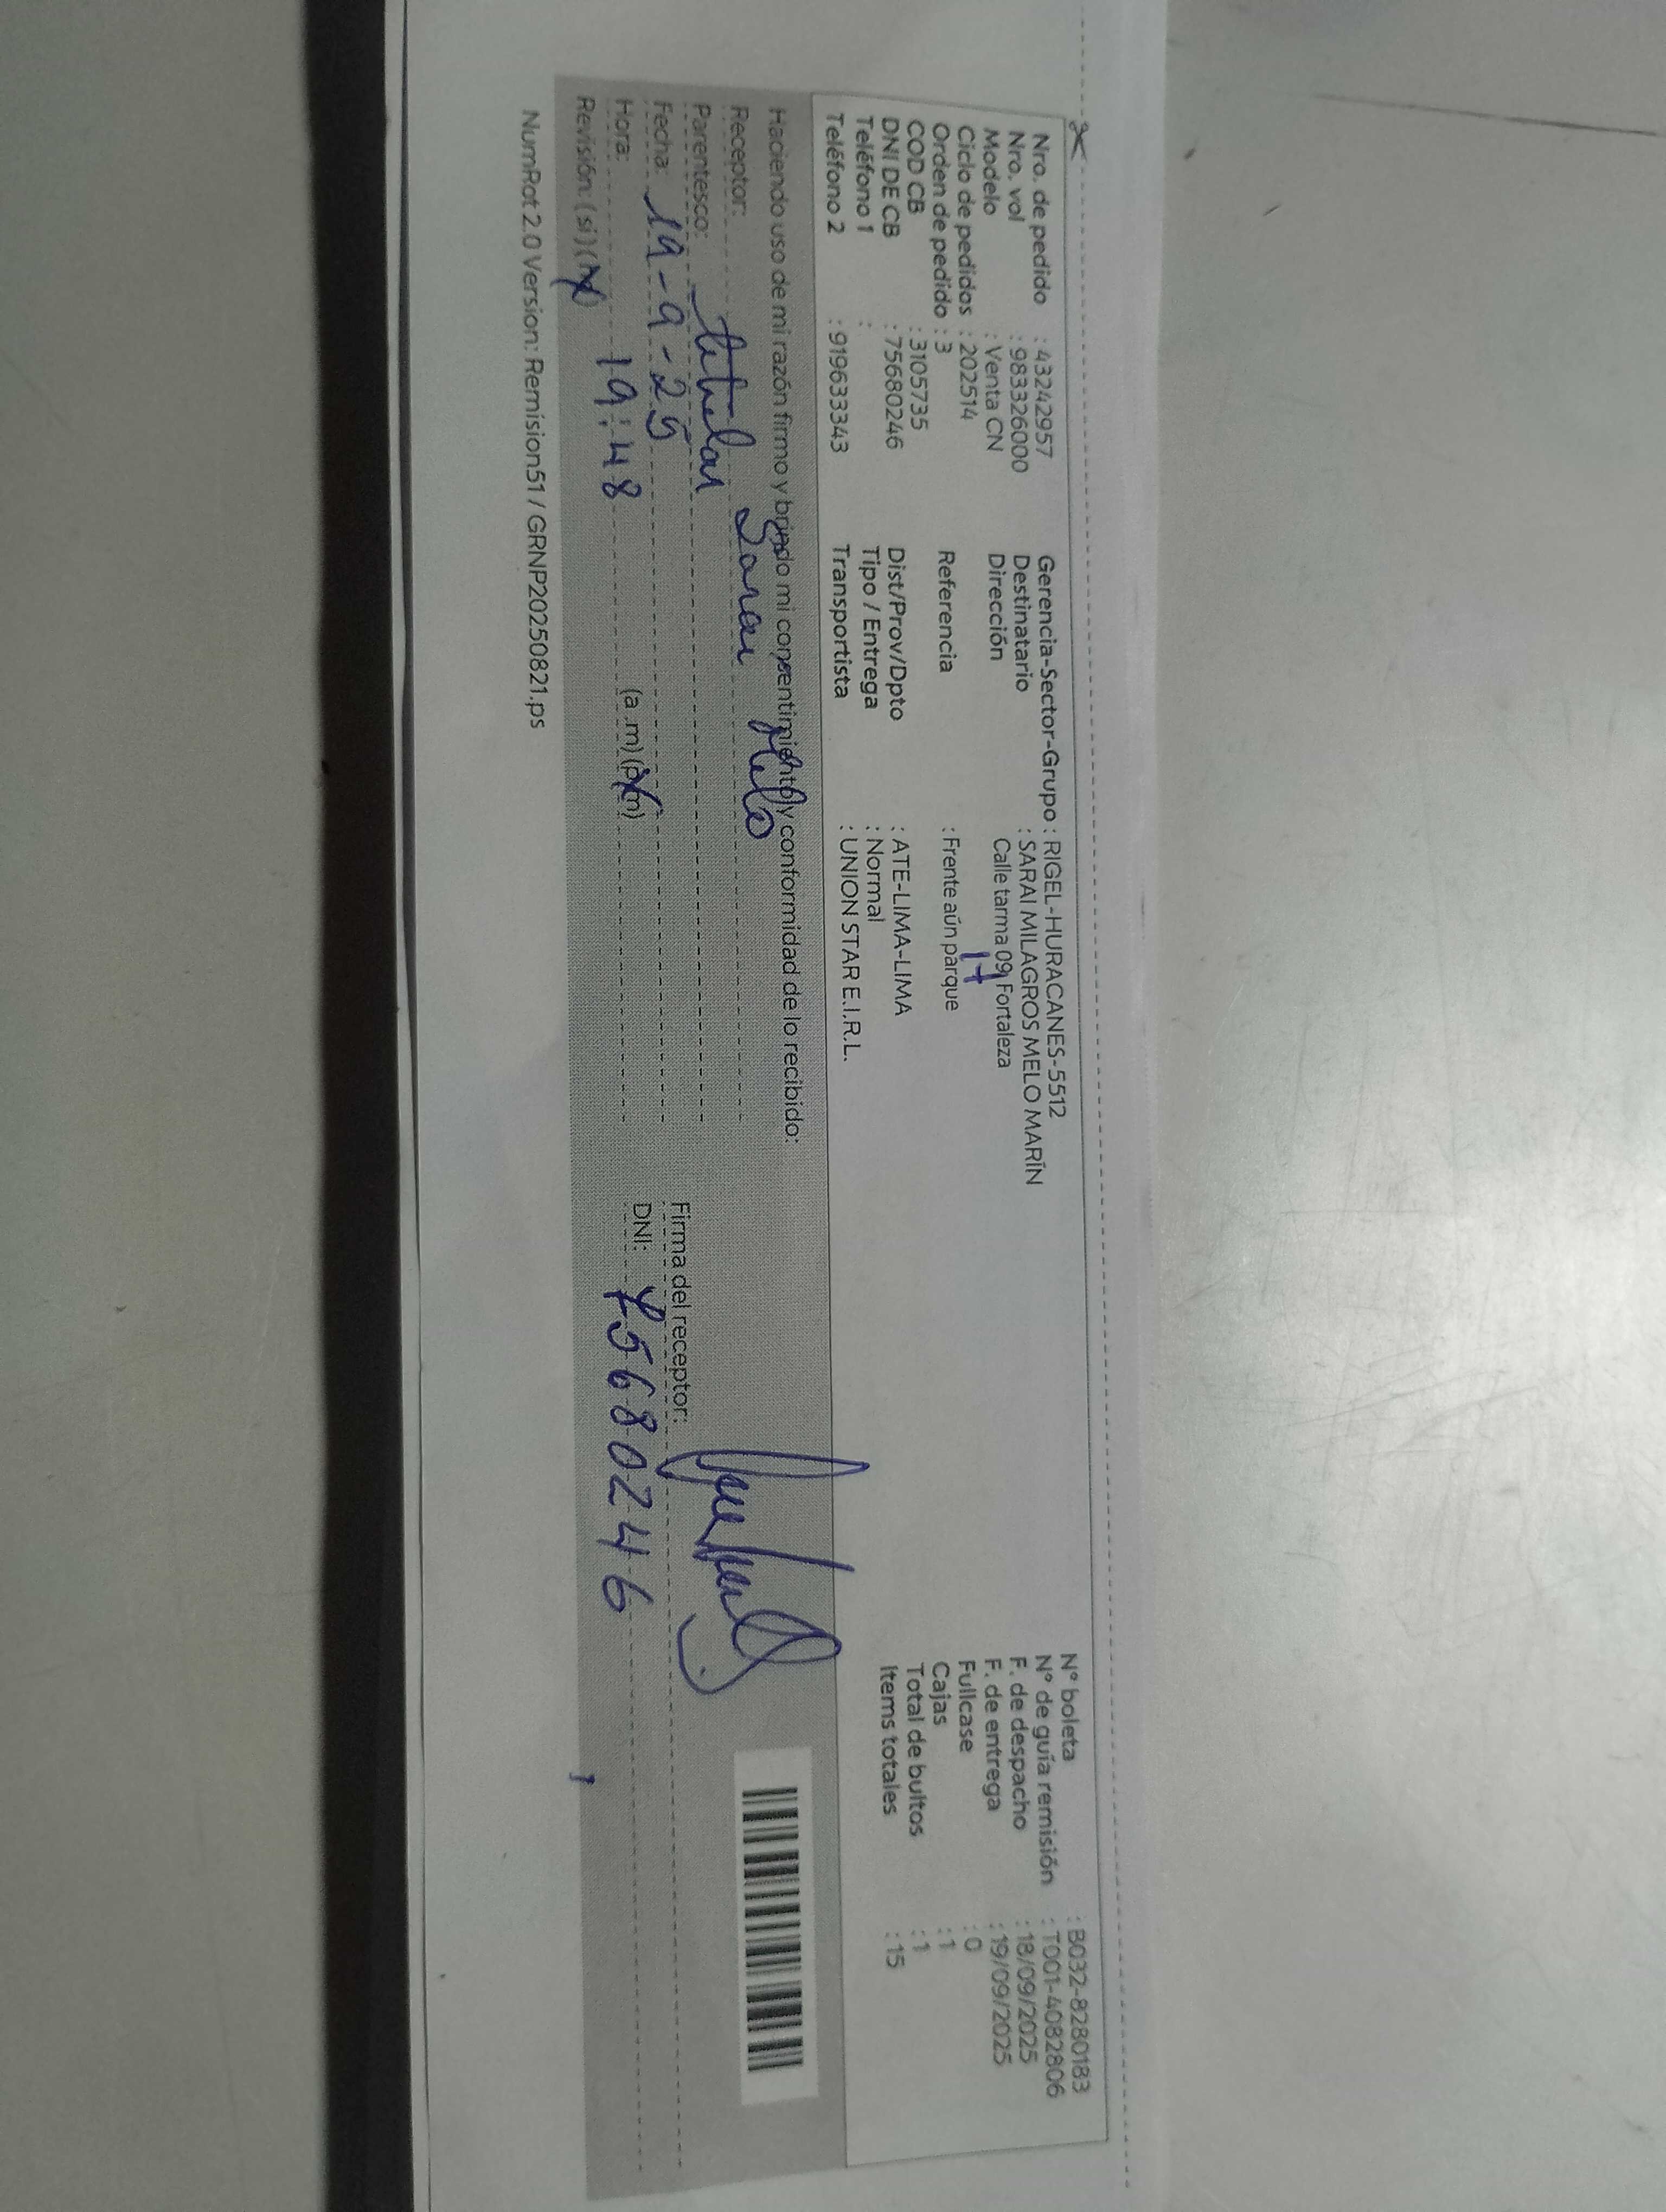 Nro. de pedido : 43242957
Nro. vol : 983326000
Modelo : Venta CN
Ciclo de pedidos : 202514
Orden de pedido : 3
COD CB : 3105735
DNI DE CB : 75680246
Teléfono 1 :
Teléfono 2 : 919633343
Gerencia-Sector-Grupo : RIGEL-HURACANES-5512
Destinatario : SARAI MILAGROS MELO MARÍN
Dirección Calle tarma 09 Fortaleza
17
Referencia : Frente aún parque
Dist/Prov/Dpto : ATE-LIMA-LIMA
Tipo / Entrega : Normal
Transportista : UNION STAR E.I.R.L.
N° boleta : B032-8280183
N° de guía remisión : T001-4082806
F. de despacho : 18/09/2025
F. de entrega : 19/09/2025
Fullcase : 0
Cajas : 1
Total de bultos : 1
Items totales : 15
Haciendo uso de mi razón firmo y brindo mi consentimiento y conformidad de lo recibido:
Receptor: Sarai Melo
Parentesco: titular
Fecha: 19-9-25
Hora: 19:48 (a .m) (p.m)
Revisión: (si) (no)
Firma del receptor:
DNI: 75680246
NumRot 2.0 Version: Remision51 / GRNP20250821.ps